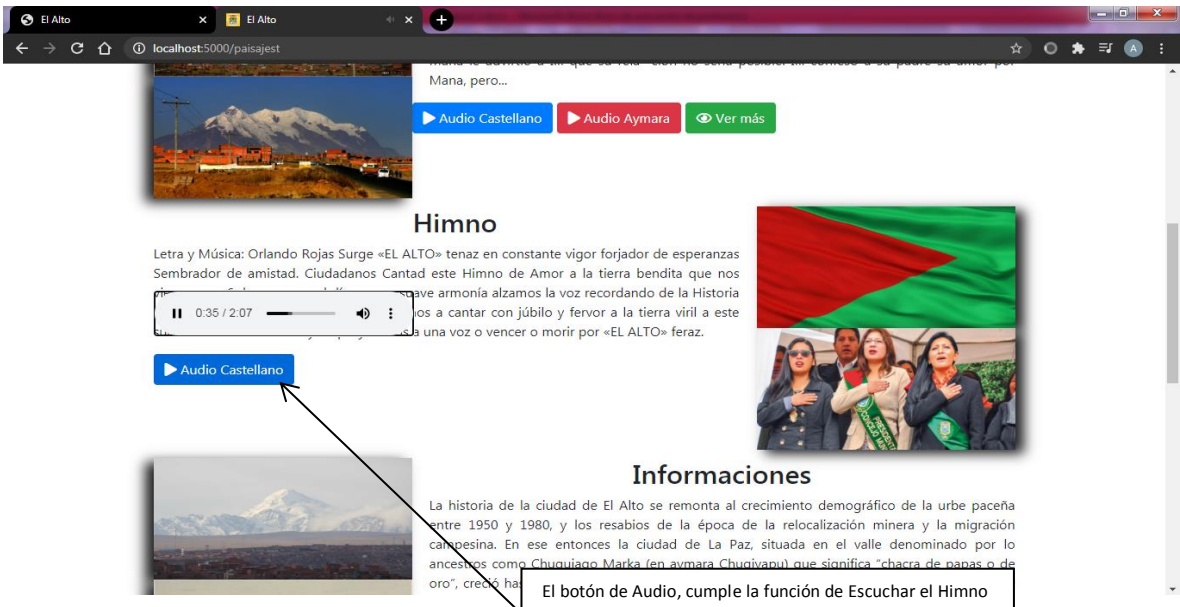 El Alto
El Alto
localhost:5000/paisajest
A
Mana, pero...
Audio Castellano
Audio Aymara
Ver más
Himno
Letra y Música: Orlando Rojas Surge «EL ALTO» tenaz en constante vigor forjador de esperanzas
Sembrador de amistad. Ciudadanos Cantad este Himno de Amor a la tierra bendita que nos
armonía alzamos la voz recordando de la Historia
0:35 / 2:07
a cantar con júbilo y fervor a la tierra viril a este
a una voz o vencer o morir por «EL ALTO» feraz.
Audio Castellano
PRESIDENTA
Informaciones
La historia de la ciudad de El Alto se remonta al crecimiento demográfico de la urbe paceña
entre 1950 y 1980, y los resabios de la época de la relocalización minera y la migración
campesina. En ese entonces la ciudad de La Paz, situada en el valle denominado por lo
ancestros como Chuquiago Marka (en aymara Chuqiyapu) que significa "chacra de papas o de
oro", creció
El botón de Audio, cumple la función de Escuchar el Himno